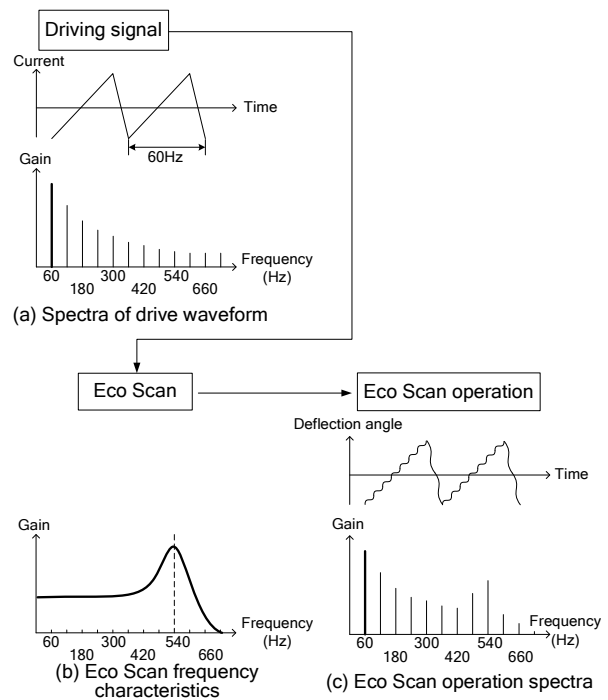 Driving signal
Current
Time
60Hz
Gain
Frequency
(Hz)
60 300 540
180 420 660
(a) Spectra of drive waveform
Eco Scan
Eco Scan operation
Deflection angle
Time
Gain
Frequency
(Hz)
60 300 540
180 420 660
(b) Eco Scan frequency
characteristics
Gain
Frequency
(Hz)
60 300 540
180 420 660
(c) Eco Scan operation spectra